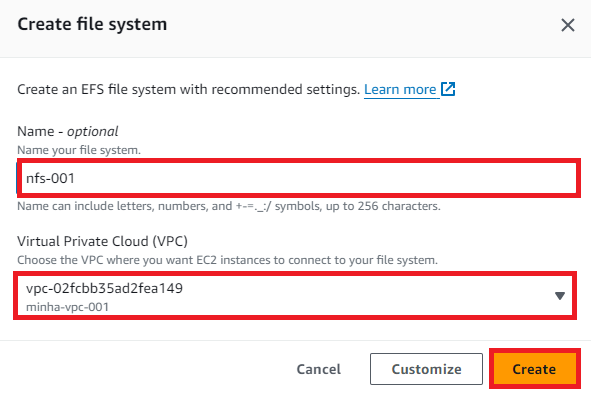 Create file system
Create an EFS file system with recommended settings. Learn more
Name - optional
Name your file system.
nfs-001
Name can include letters, numbers, and +-=._:/ symbols, up to 256 characters.
Virtual Private Cloud (VPC)
Choose the VPC where you want EC2 instances to connect to your file system.
vpc-02fcbb35ad2fea149
minha-vpc-001
Cancel Customize Create